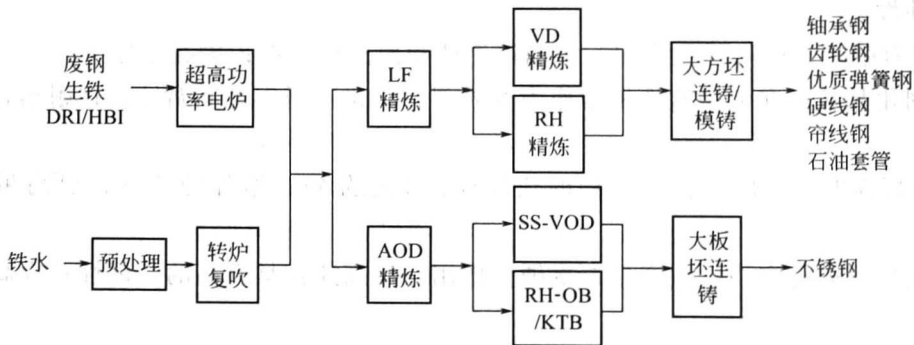 废钢
生铁
DRI/HBI
超高功
率电炉
铁水
预处理
转炉
复吹
LF
精炼
AOD
精炼
VD
精炼
RH
精炼
SS-VOD
RH-OB
/KTB
大方坯
连铸/
模铸
大板
坯连
铸
轴承钢
齿轮钢
优质弹簧钢
硬线钢
帘线钢
石油套管
不锈钢